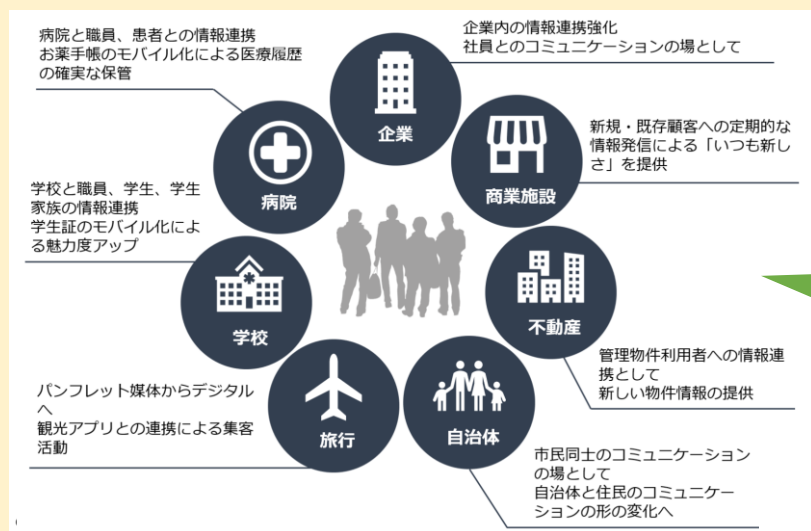 病院と職員、患者との情報連携
お薬手帳のモバイル化による医療履歴
の確実な保管
企業内の情報連携強化
社員とのコミュニケーションの場として
企業
新規・既存顧客への定期的な
情報発信による「いつも新し
さ」を提供
商業施設
病院
学校と職員、学生、学生
家族の情報連携
学生証のモバイル化によ
る魅力度アップ
学校
不動産
管理物件利用者への情報連
携として
新しい物件情報の提供
パンフレット媒体からデジタル
へ
観光アプリとの連携による集客
活動
旅行
自治体
市民同士のコミュニケーション
の場として
自治体と住民のコミュニケー
ションの形の変化へ